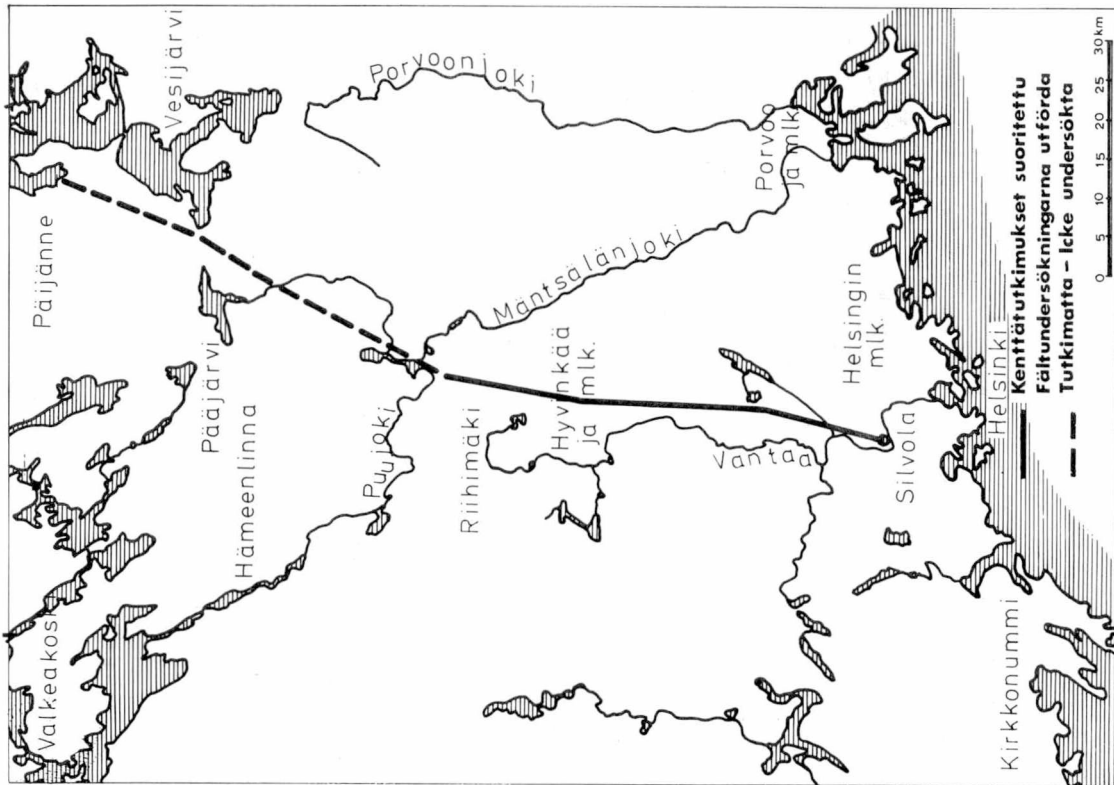 Päijänne
Vesijärvi
Porvoonjoki
Valkeakoski
Pääjärvi
Hämeenlinna
Puujoki
Mäntsälänjoki
Riihimäki
Hyvinkää
ja mlk.
Porvoo
ja mlk.
Vantaa
Helsingin
mlk.
Silvola
Helsinki
Kirkkonummi
Kenttätutkimukset suoritettu
Fältundersökningarna utförda
Tutkimatta – Icke undersökta
0 5 10 15 20 25 30 km